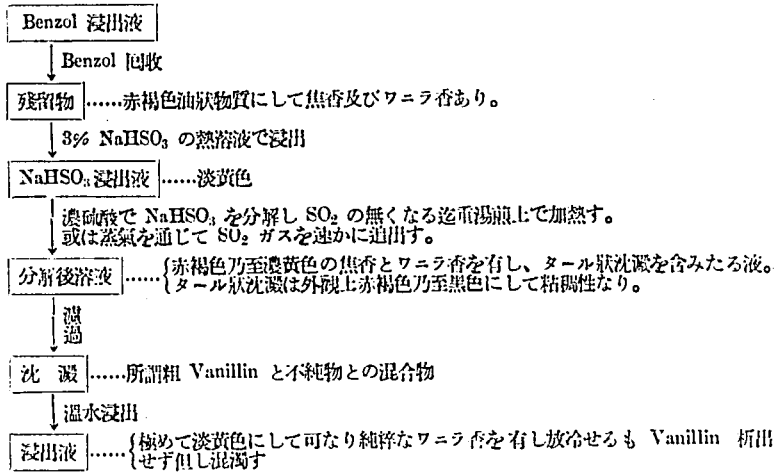 Benzol 浸出液
Benzol 回收
残留物……赤褐色油狀物質にして焦香及びワニラ香あり。
3% NaHSO₃ の熱溶液で浸出
NaHSO₃浸出液……淡黄色
濃硫酸で NaHSO₃ を分解し SO₂ の無くなる迄重湯煎上で加熱す。
或は蒸氣を通じて SO₂ ガスを速かに追出す。
分解後溶液……赤褐色乃至濃黄色の焦香とワニラ香を有し、タール狀沈澱を含みたる液。
タール狀沈澱は外観上赤褐色乃至黒色にして粘稠性なり。
濾過
沈澱……所謂粗 Vanillin と不純物との混合物
温水浸出
浸出液……極めて淡黄色にして可なり純粹なワニラ香を有し放冷せるも Vanillin 析出
せず但し混濁す